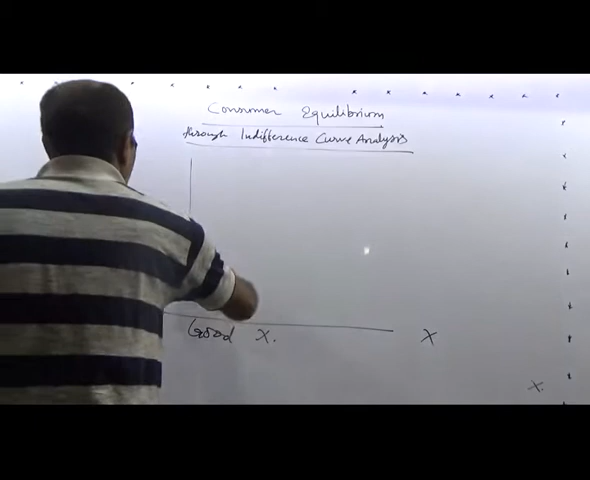 Consumer Equilibrium
through Indifference Curve Analysis
Good X.
X
X